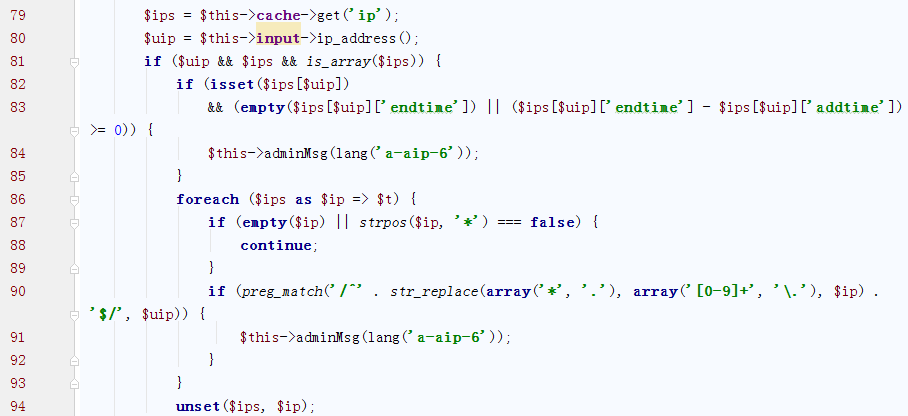 79 $ips = $this->cache->get('ip');
80 $uip = $this->input->ip_address();
81 if ($uip && $ips && is_array($ips)) {
82 if (isset($ips[$uip])
83 && (empty($ips[$uip]['endtime']) || ($ips[$uip]['endtime'] - $ips[$uip]['addtime'])
>= 0)) {
84 $this->adminMsg(lang('a-aip-6'));
85 }
86 foreach ($ips as $ip => $t) {
87 if (empty($ip) || strpos($ip, '*') === false) {
88 continue;
89 }
90 if (preg_match('/^' . str_replace(array('*', '.'), array('[0-9]+', '\.'), $ip) .
'$/', $uip)) {
91 $this->adminMsg(lang('a-aip-6'));
92 }
93 }
94 unset($ips, $ip);